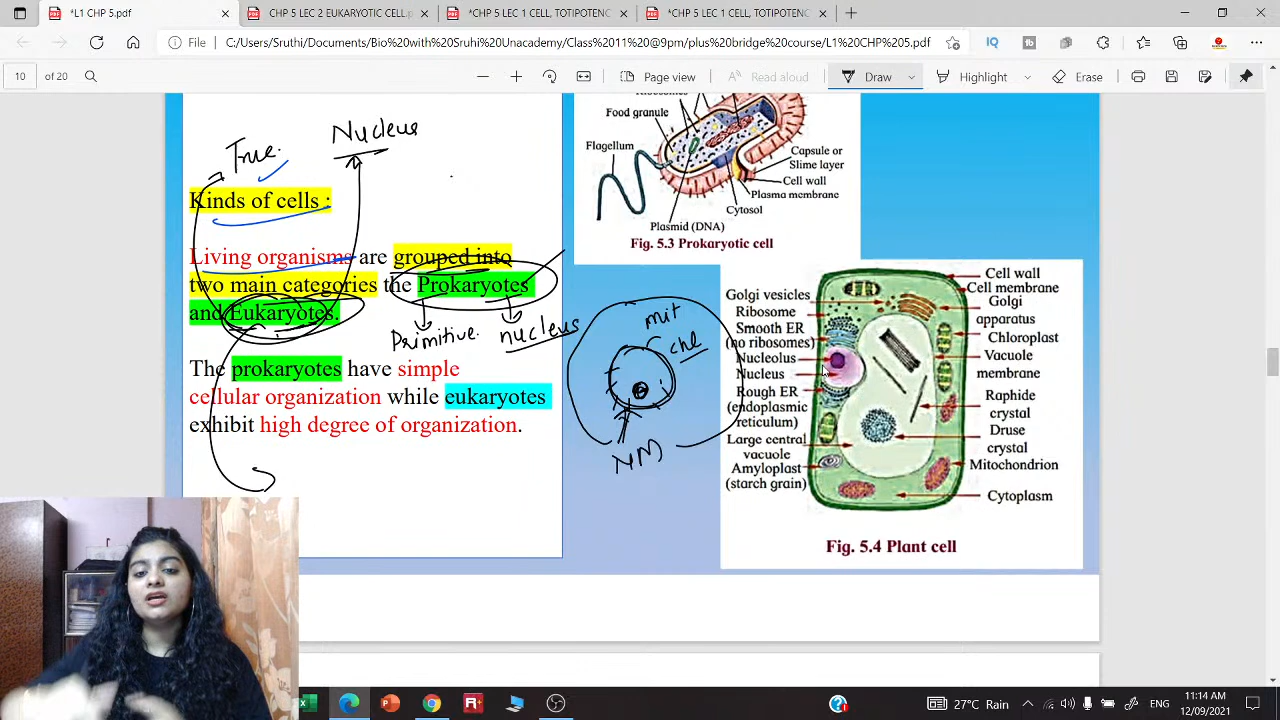 *L1 CHP 5.pdf
CHP 5 LEC 2 EUKARYOTIC CELL.pdf
*CHP 5 LEC 1 CELL TOTIPOTENC
*CHP 5 LEC 1 CELL TOTIPOTENC
File
C:/Users/Sruthi/Documents/Bio%20with%20Sruhi%20Unacademy/Class%2011%20@9pm/plus%20batch%20course/L1%20CHP%205.pdf
10 of 20
Page view
Read aloud
Draw
Highlight
Erase
Ribosomes
Food granule
Flagellum
Capsule or
Slime layer
Cell wall
Plasma membrane
Cytosol
Plasmid (DNA)
Fig. 5.3 Prokaryotic cell
True
Nucleus
Kinds of cells :
Living organisms are grouped into
two main categories the Prokaryotes
and Eukaryotes.
Primitive.
nucleus
The prokaryotes have simple
cellular organization while eukaryotes
exhibit high degree of organization.
mit
chl
NM
Golgi vesicles
Ribosome
Smooth ER
(no ribosomes)
Nucleolus
Nucleus
Rough ER
(endoplasmic
reticulum)
Large central
vacuole
Amyloplast
(starch grain)
Cell wall
Cell membrane
Golgi
apparatus
Chloroplast
Vacuole
membrane
Raphide
crystal
Druse
crystal
Mitochondrion
Cytoplasm
Fig. 5.4 Plant cell
27°C Rain
ENG
11:14 AM
12/09/2021